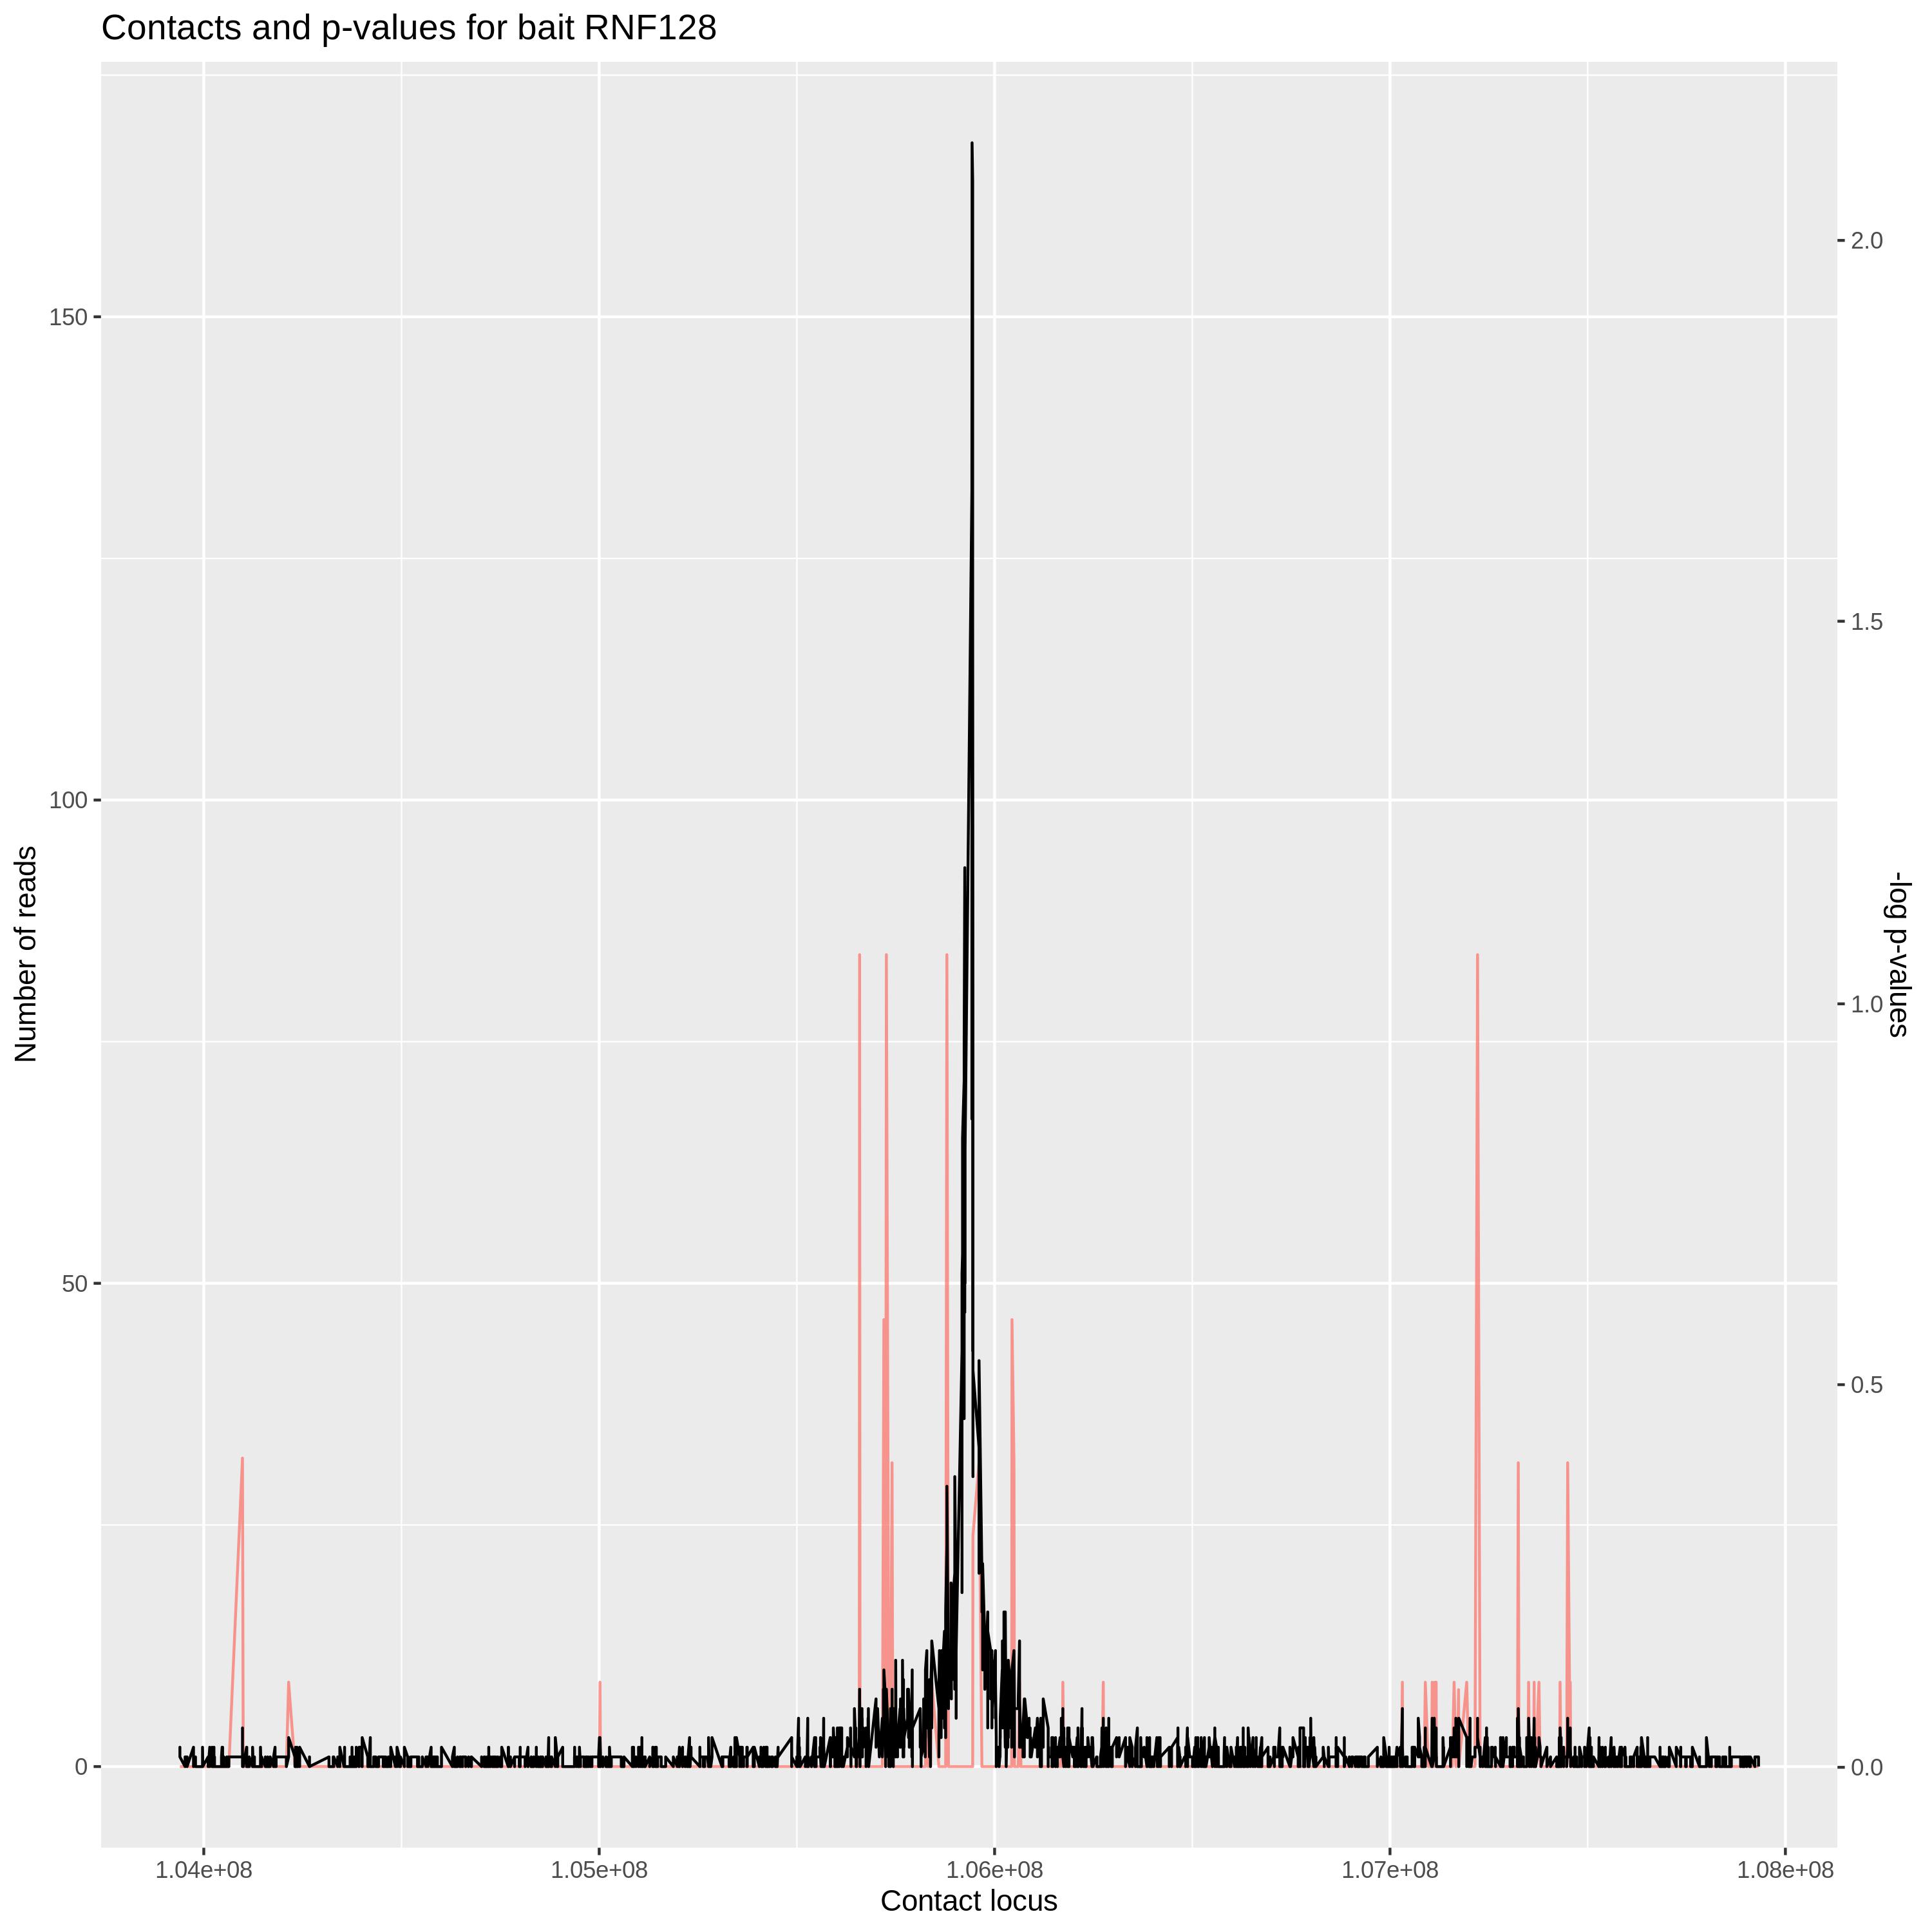 Contacts and p-values for bait RNF128
Number of reads
150
100
50
0
2.0
1.5
1.0
0.5
0.0
-log p-values
1.04e+08
1.05e+08
1.06e+08
1.07e+08
1.08e+08
Contact locus